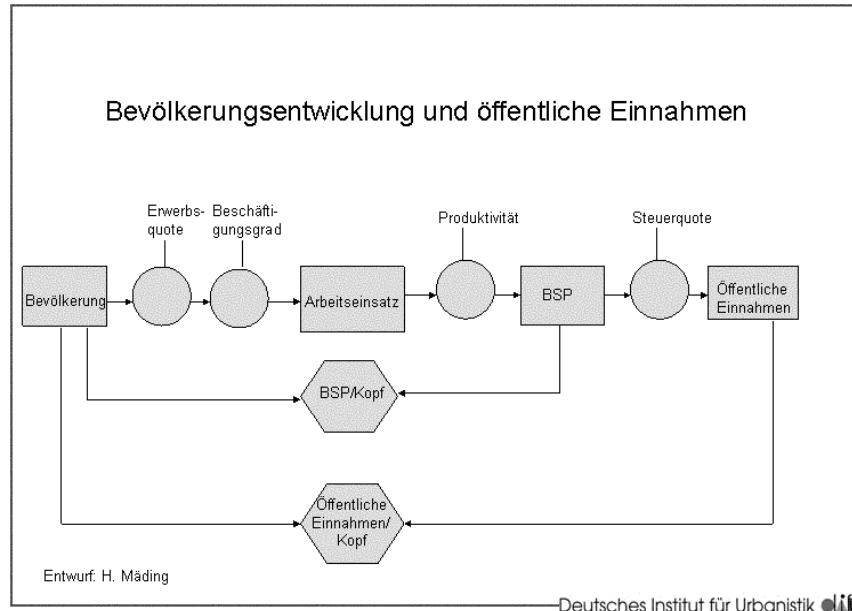 Bevölkerungsentwicklung und öffentliche Einnahmen
Erwerbs-
quote
Beschäfti-
gungsgrad
Produktivität
Steuerquote
Bevölkerung
Arbeitseinsatz
BSP
Öffentliche
Einnahmen
BSP/Kopf
Öffentliche
Einnahmen/
Kopf
Entwurf: H. Mäding
Deutsches Institut für Urbanistik